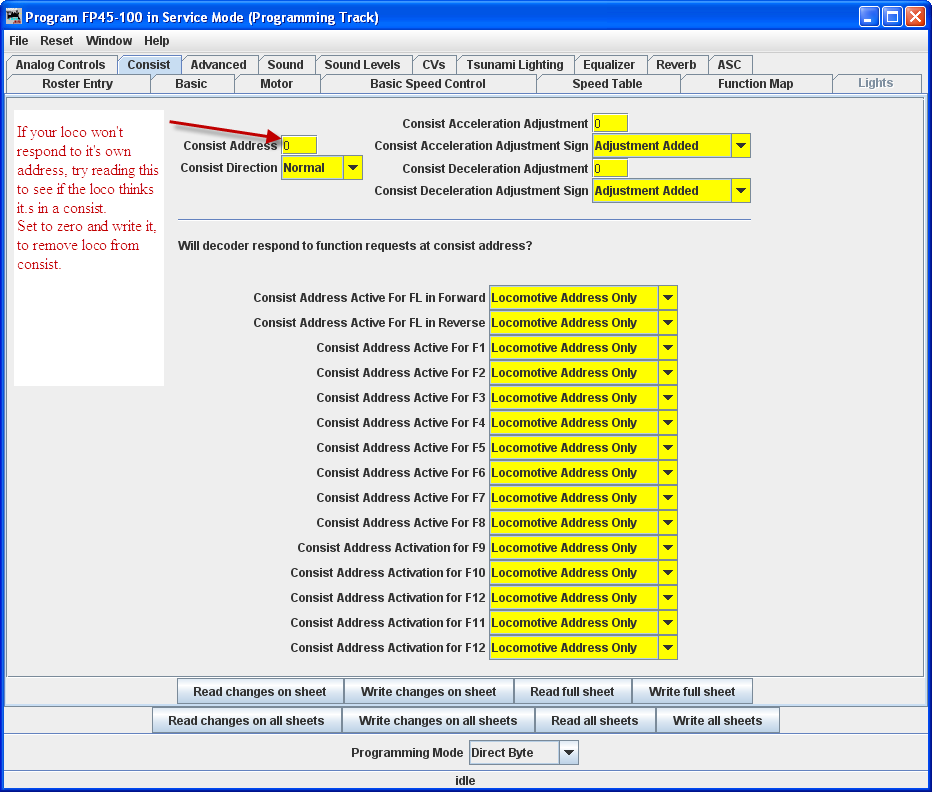 Program FP45-100 in Service Mode (Programming Track)
File Reset Window Help
Analog Controls Consist Advanced Sound Sound Levels CVs Tsunami Lighting Equalizer Reverb ASC
Roster Entry Basic Motor Basic Speed Control Speed Table Function Map Lights
If your loco won't
respond to it's own
address, try reading this
to see if the loco thinks
it.s in a consist.
Set to zero and write it,
to remove loco from
consist.
Consist Address 0
Consist Direction Normal
Consist Acceleration Adjustment 0
Consist Acceleration Adjustment Sign Adjustment Added
Consist Deceleration Adjustment 0
Consist Deceleration Adjustment Sign Adjustment Added
Will decoder respond to function requests at consist address?
Consist Address Active For FL in Forward Locomotive Address Only
Consist Address Active For FL in Reverse Locomotive Address Only
Consist Address Active For F1 Locomotive Address Only
Consist Address Active For F2 Locomotive Address Only
Consist Address Active For F3 Locomotive Address Only
Consist Address Active For F4 Locomotive Address Only
Consist Address Active For F5 Locomotive Address Only
Consist Address Active For F6 Locomotive Address Only
Consist Address Active For F7 Locomotive Address Only
Consist Address Active For F8 Locomotive Address Only
Consist Address Activation for F9 Locomotive Address Only
Consist Address Activation for F10 Locomotive Address Only
Consist Address Activation for F12 Locomotive Address Only
Consist Address Activation for F11 Locomotive Address Only
Consist Address Activation for F12 Locomotive Address Only
Read changes on sheet Write changes on sheet Read full sheet Write full sheet
Read changes on all sheets Write changes on all sheets Read all sheets Write all sheets
Programming Mode Direct Byte
idle